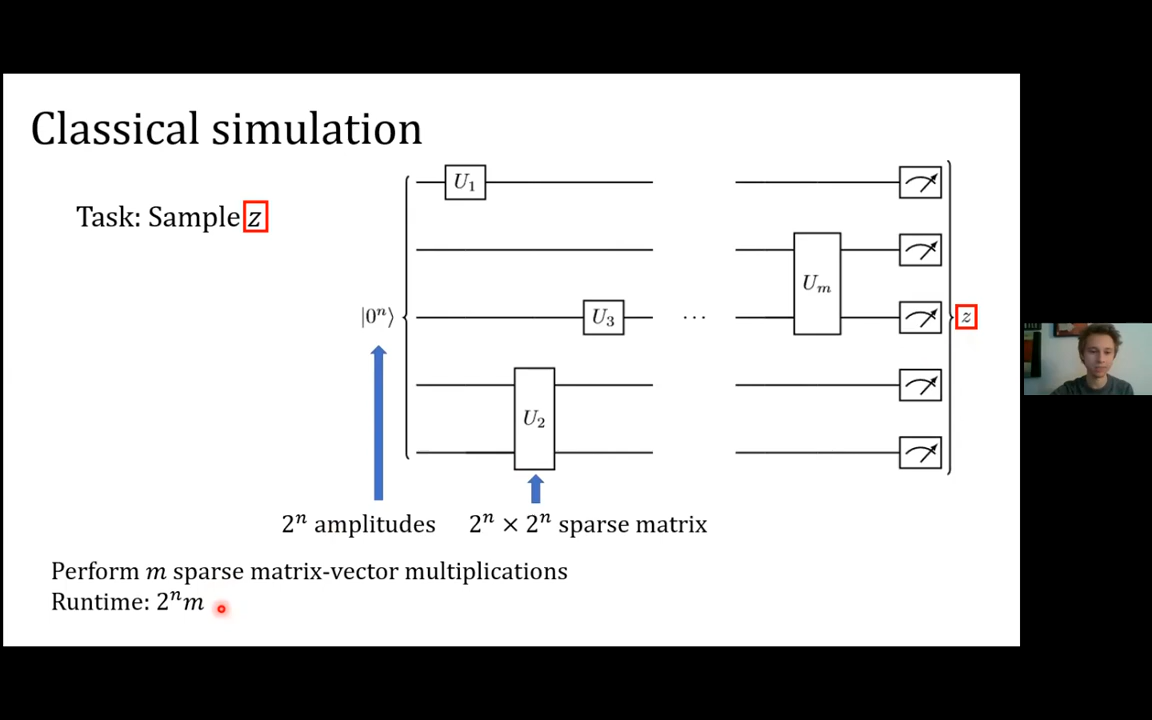 Classical simulation
Task: Sample z
U₁
|0ⁿ⟩
U₃
...
Uₘ
z
U₂
2ⁿ amplitudes
2ⁿ × 2ⁿ sparse matrix
Perform m sparse matrix-vector multiplications
Runtime: 2ⁿm